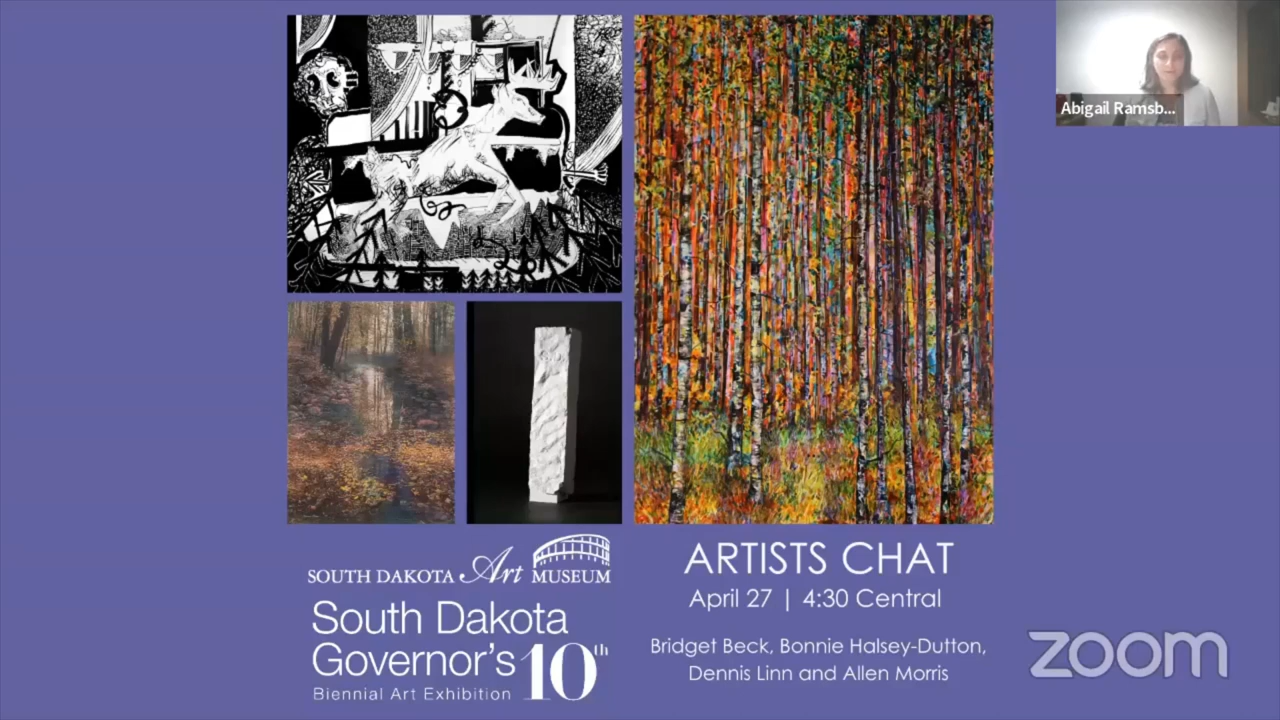 Abigail Ramsb...
SOUTH DAKOTA Art MUSEUM
South Dakota
Governor's 10th
Biennial Art Exhibition
ARTISTS CHAT
April 27 | 4:30 Central
Bridget Beck, Bonnie Halsey-Dutton,
Dennis Linn and Allen Morris
zoom